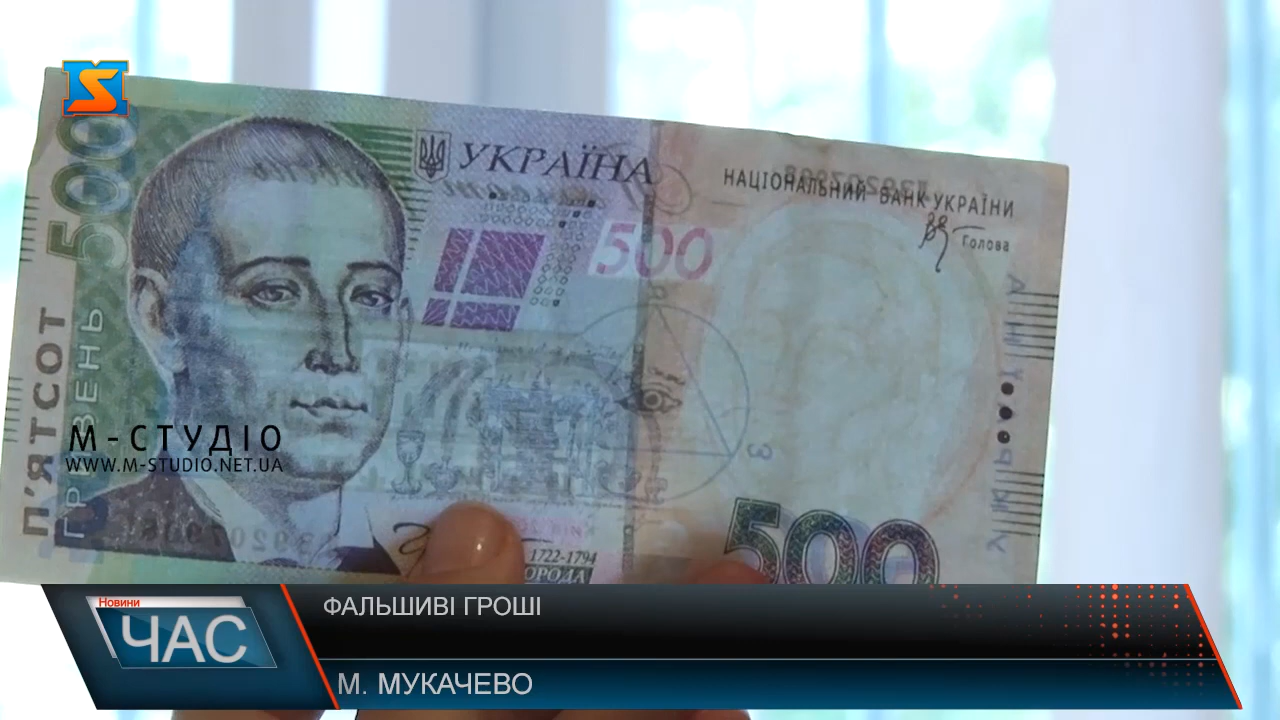 УКРАЇНА
НАЦІОНАЛЬНИЙ БАНК УКРАЇНИ
Голова
500
500
П'ЯТСОТ
ГРИВЕНЬ
М-СТУДІО
WWW.M-STUDIO.NET.UA
1722-1794
500
Новини
ЧАС
ФАЛЬШИВІ ГРОШІ
М. МУКАЧЕВО